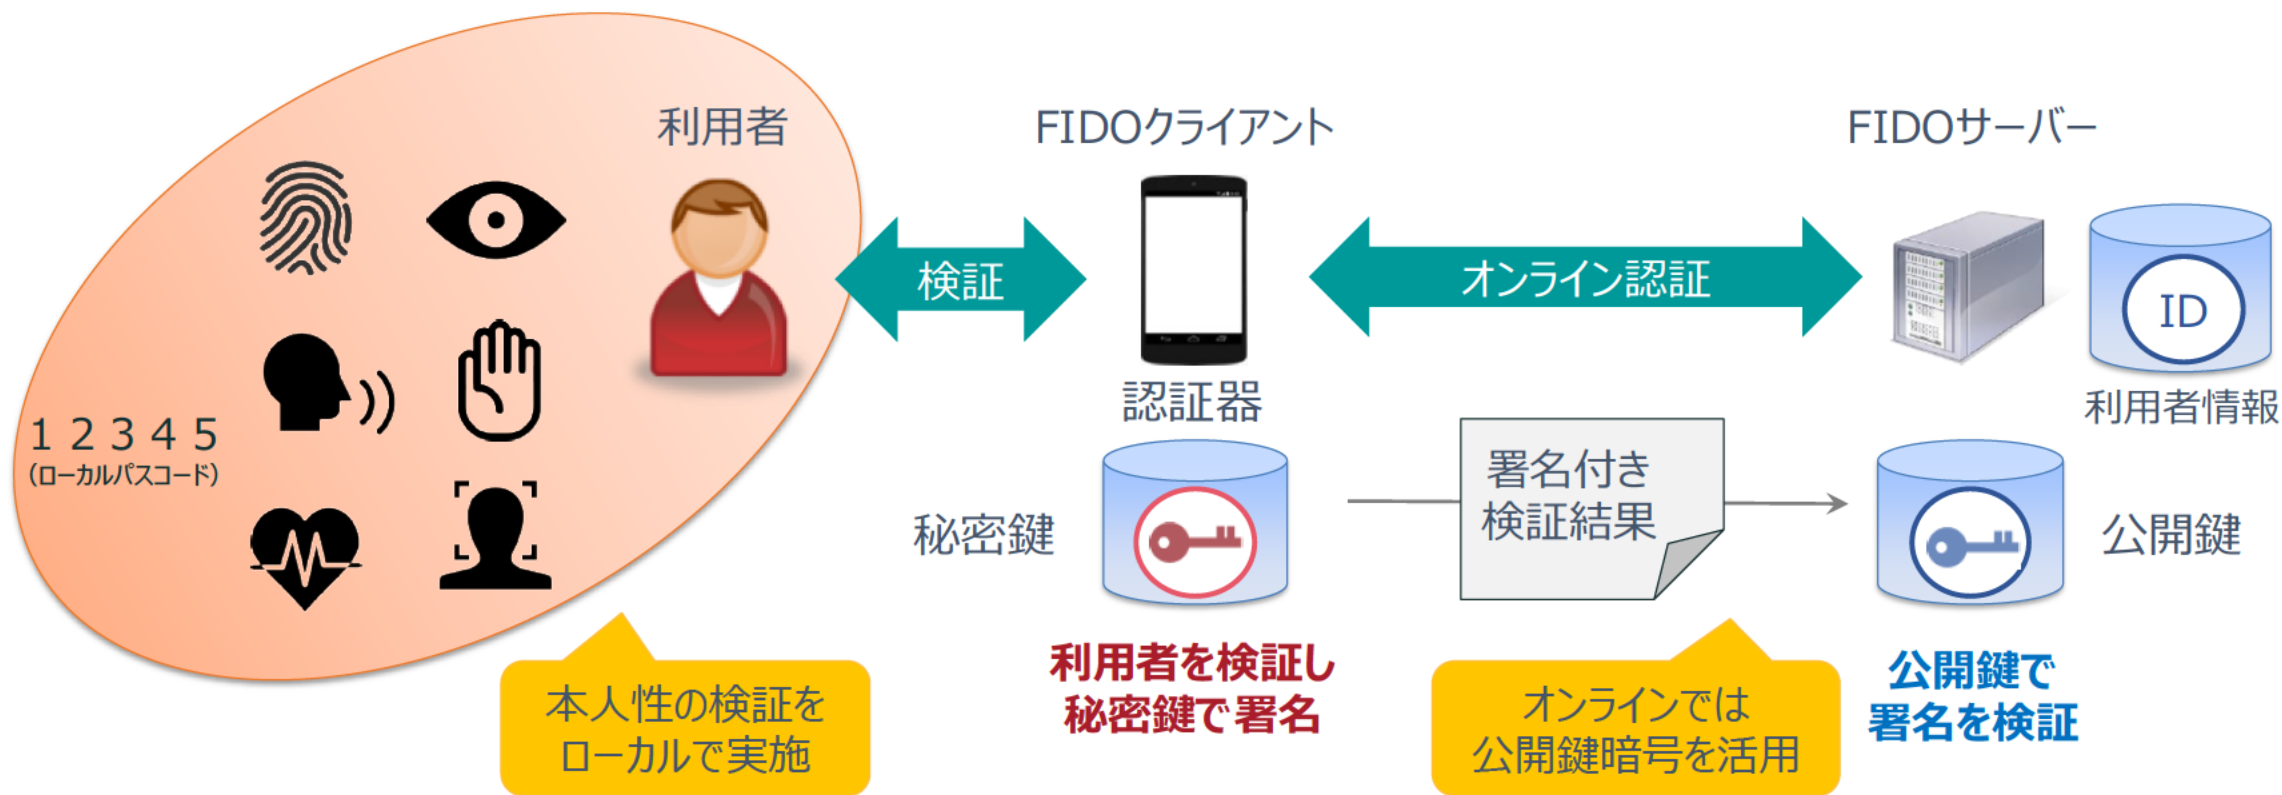 利用者
FIDOクライアント
FIDOサーバー
検証
オンライン認証
ID
認証器
利用者情報
1 2 3 4 5
(ローカルパスコード)
秘密鍵
署名付き
検証結果
公開鍵
利用者を検証し
秘密鍵で署名
公開鍵で
署名を検証
本人性の検証を
ローカルで実施
オンラインでは
公開鍵暗号を活用